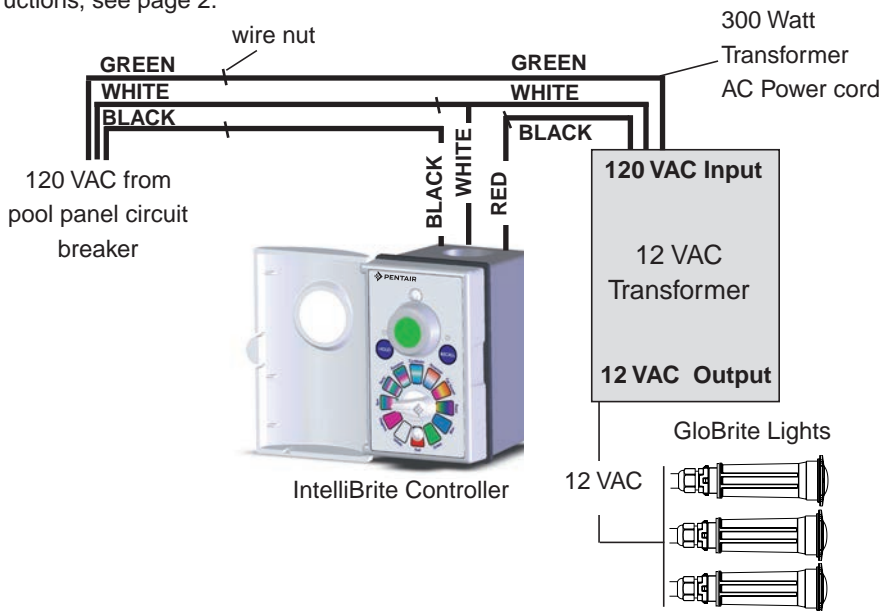 uctions, see page 2.
wire nut
300 Watt
Transformer
AC Power cord
GREEN
GREEN
WHITE
WHITE
BLACK
BLACK
BLACK
WHITE
RED
120 VAC from
pool panel circuit
breaker
120 VAC Input
12 VAC
Transformer
12 VAC Output
PENTAIR
HOLD
RECALL
IntelliBrite Controller
12 VAC
GloBrite Lights